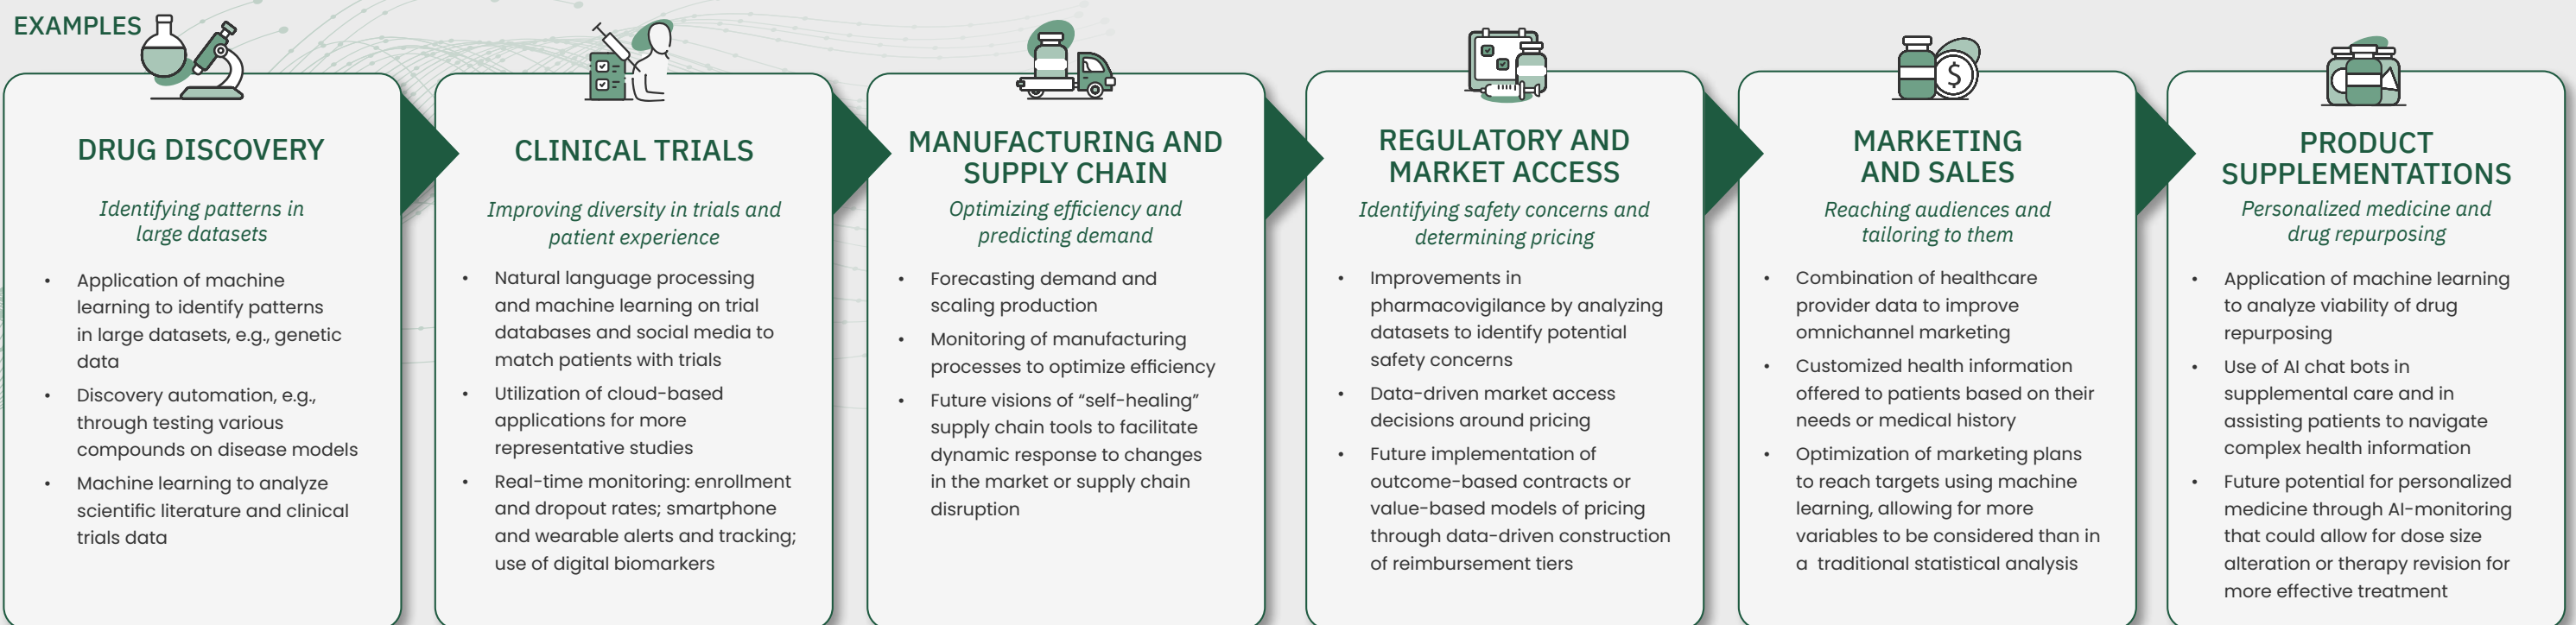 EXAMPLES
DRUG DISCOVERY
Identifying patterns in
large datasets
• Application of machine
learning to identify patterns
in large datasets, e.g., genetic
data
• Discovery automation, e.g.,
through testing various
compounds on disease models
• Machine learning to analyze
scientific literature and clinical
trials data
CLINICAL TRIALS
Improving diversity in trials and
patient experience
• Natural language processing
and machine learning on trial
databases and social media to
match patients with trials
• Utilization of cloud-based
applications for more
representative studies
• Real-time monitoring: enrollment
and dropout rates; smartphone
and wearable alerts and tracking;
use of digital biomarkers
MANUFACTURING AND
SUPPLY CHAIN
Optimizing efficiency and
predicting demand
• Forecasting demand and
scaling production
• Monitoring of manufacturing
processes to optimize efficiency
• Future visions of “self-healing”
supply chain tools to facilitate
dynamic response to changes
in the market or supply chain
disruption
REGULATORY AND
MARKET ACCESS
Identifying safety concerns and
determining pricing
• Improvements in
pharmacovigilance by analyzing
datasets to identify potential
safety concerns
• Data-driven market access
decisions around pricing
• Future implementation of
outcome-based contracts or
value-based models of pricing
through data-driven construction
of reimbursement tiers
$
MARKETING
AND SALES
Reaching audiences and
tailoring to them
• Combination of healthcare
provider data to improve
omnichannel marketing
• Customized health information
offered to patients based on their
needs or medical history
• Optimization of marketing plans
to reach targets using machine
learning, allowing for more
variables to be considered than in
a traditional statistical analysis
PRODUCT
SUPPLEMENTATIONS
Personalized medicine and
drug repurposing
• Application of machine learning
to analyze viability of drug
repurposing
• Use of AI chat bots in
supplemental care and in
assisting patients to navigate
complex health information
• Future potential for personalized
medicine through AI-monitoring
that could allow for dose size
alteration or therapy revision for
more effective treatment